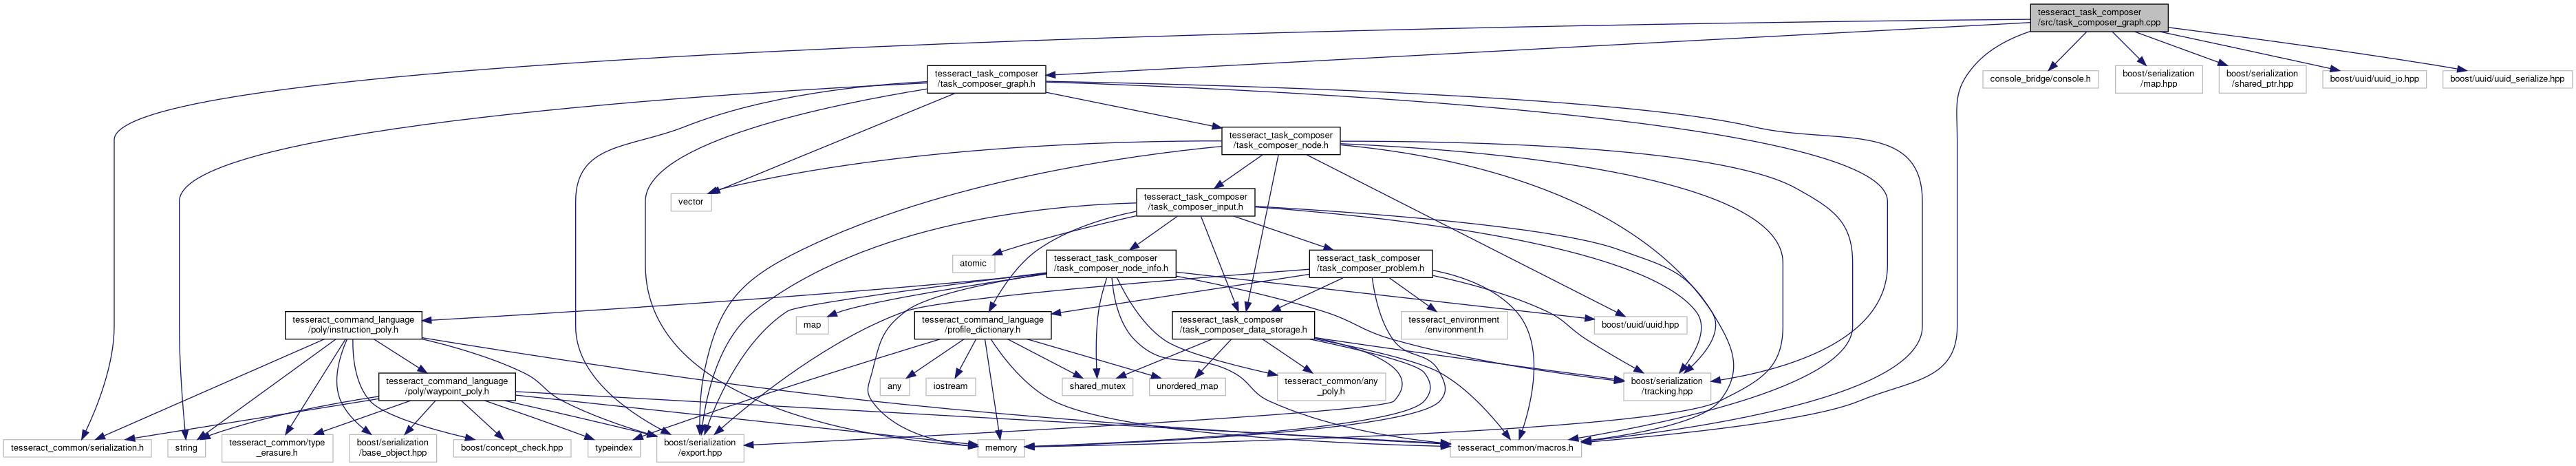 tesseract_task_composer
/src/task_composer_graph.cpp
tesseract_task_composer
/task_composer_graph.h
console_bridge/console.h
boost/serialization
/map.hpp
boost/serialization
/shared_ptr.hpp
boost/uuid/uuid_io.hpp
boost/uuid/uuid_serialize.hpp
tesseract_task_composer
/task_composer_node.h
vector
tesseract_task_composer
/task_composer_input.h
atomic
tesseract_task_composer
/task_composer_node_info.h
tesseract_task_composer
/task_composer_problem.h
tesseract_command_language
/poly/instruction_poly.h
map
tesseract_command_language
/profile_dictionary.h
tesseract_task_composer
/task_composer_data_storage.h
tesseract_environment
/environment.h
boost/uuid/uuid.hpp
tesseract_command_language
/poly/waypoint_poly.h
any
iostream
shared_mutex
unordered_map
tesseract_common/any
_poly.h
boost/serialization
/tracking.hpp
tesseract_common/serialization.h
string
tesseract_common/type
_erasure.h
boost/serialization
/base_object.hpp
boost/concept_check.hpp
typeindex
boost/serialization
/export.hpp
memory
tesseract_common/macros.h